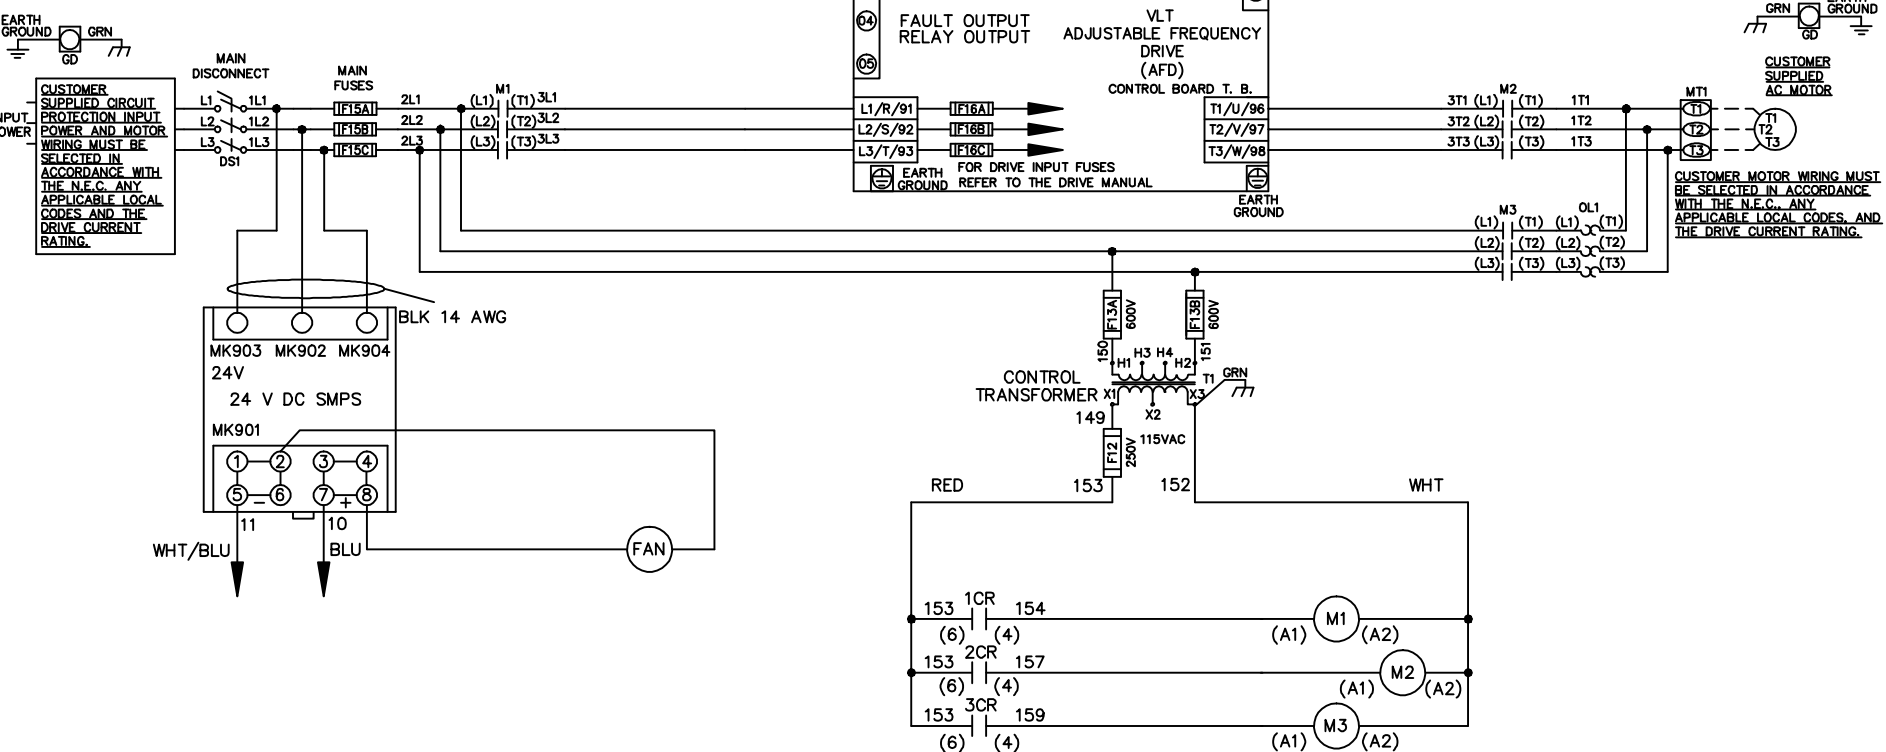 EARTH
GROUND
GRN
GD
MAIN
DISCONNECT
MAIN
FUSES
CUSTOMER
SUPPLIED CIRCUIT
PROTECTION INPUT
POWER AND MOTOR
WIRING MUST BE
SELECTED IN
ACCORDANCE WITH
THE N.E.C. ANY
APPLICABLE LOCAL
CODES AND THE
DRIVE CURRENT
RATING.
L1 1L1 F15A 2L1 (L1) M1 (T1) 3L1
L2 1L2 F15B 2L2 (L2) (T2) 3L2
L3 1L3 F15C 2L3 (L3) (T3) 3L3
DS1
04
05
FAULT OUTPUT
RELAY OUTPUT
VLT
ADJUSTABLE FREQUENCY
DRIVE
(AFD)
CONTROL BOARD T. B.
L1/R/91 F16A T1/U/96
L2/S/92 F16B T2/V/97
L3/T/93 F16C T3/W/98
EARTH
GROUND
FOR DRIVE INPUT FUSES
REFER TO THE DRIVE MANUAL
EARTH
GROUND
M2
3T1 (L1) (T1) 1T1
3T2 (L2) (T2) 1T2
3T3 (L3) (T3) 1T3
GRN
GD
GROUND
CUSTOMER
SUPPLIED
AC MOTOR
MT1
T1
T2
T3
T1
T2
T3
CUSTOMER MOTOR WIRING MUST
BE SELECTED IN ACCORDANCE
WITH THE N.E.C., ANY
APPLICABLE LOCAL CODES, AND
THE DRIVE CURRENT RATING.
M3 OL1
(L1) (T1) (L1) (T1)
(L2) (T2) (L2) (T2)
(L3) (T3) (L3) (T3)
BLK 14 AWG
MK903 MK902 MK904
24V
24 V DC SMPS
MK901
1 2 3 4
5 - 6 7 + 8
11
10
WHT/BLU
BLU
FAN
F13A
600V
F13B
600V
150
151
H1 H3 H4 H2
CONTROL
TRANSFORMER
T1
GRN
X1 X2 X3
149
F12
250V
115VAC
153
152
RED
WHT
153 1CR 154
(6) (4)
M1
(A1) (A2)
153 2CR 157
(6) (4)
M2
(A1) (A2)
153 3CR 159
(6) (4)
M3
(A1) (A2)